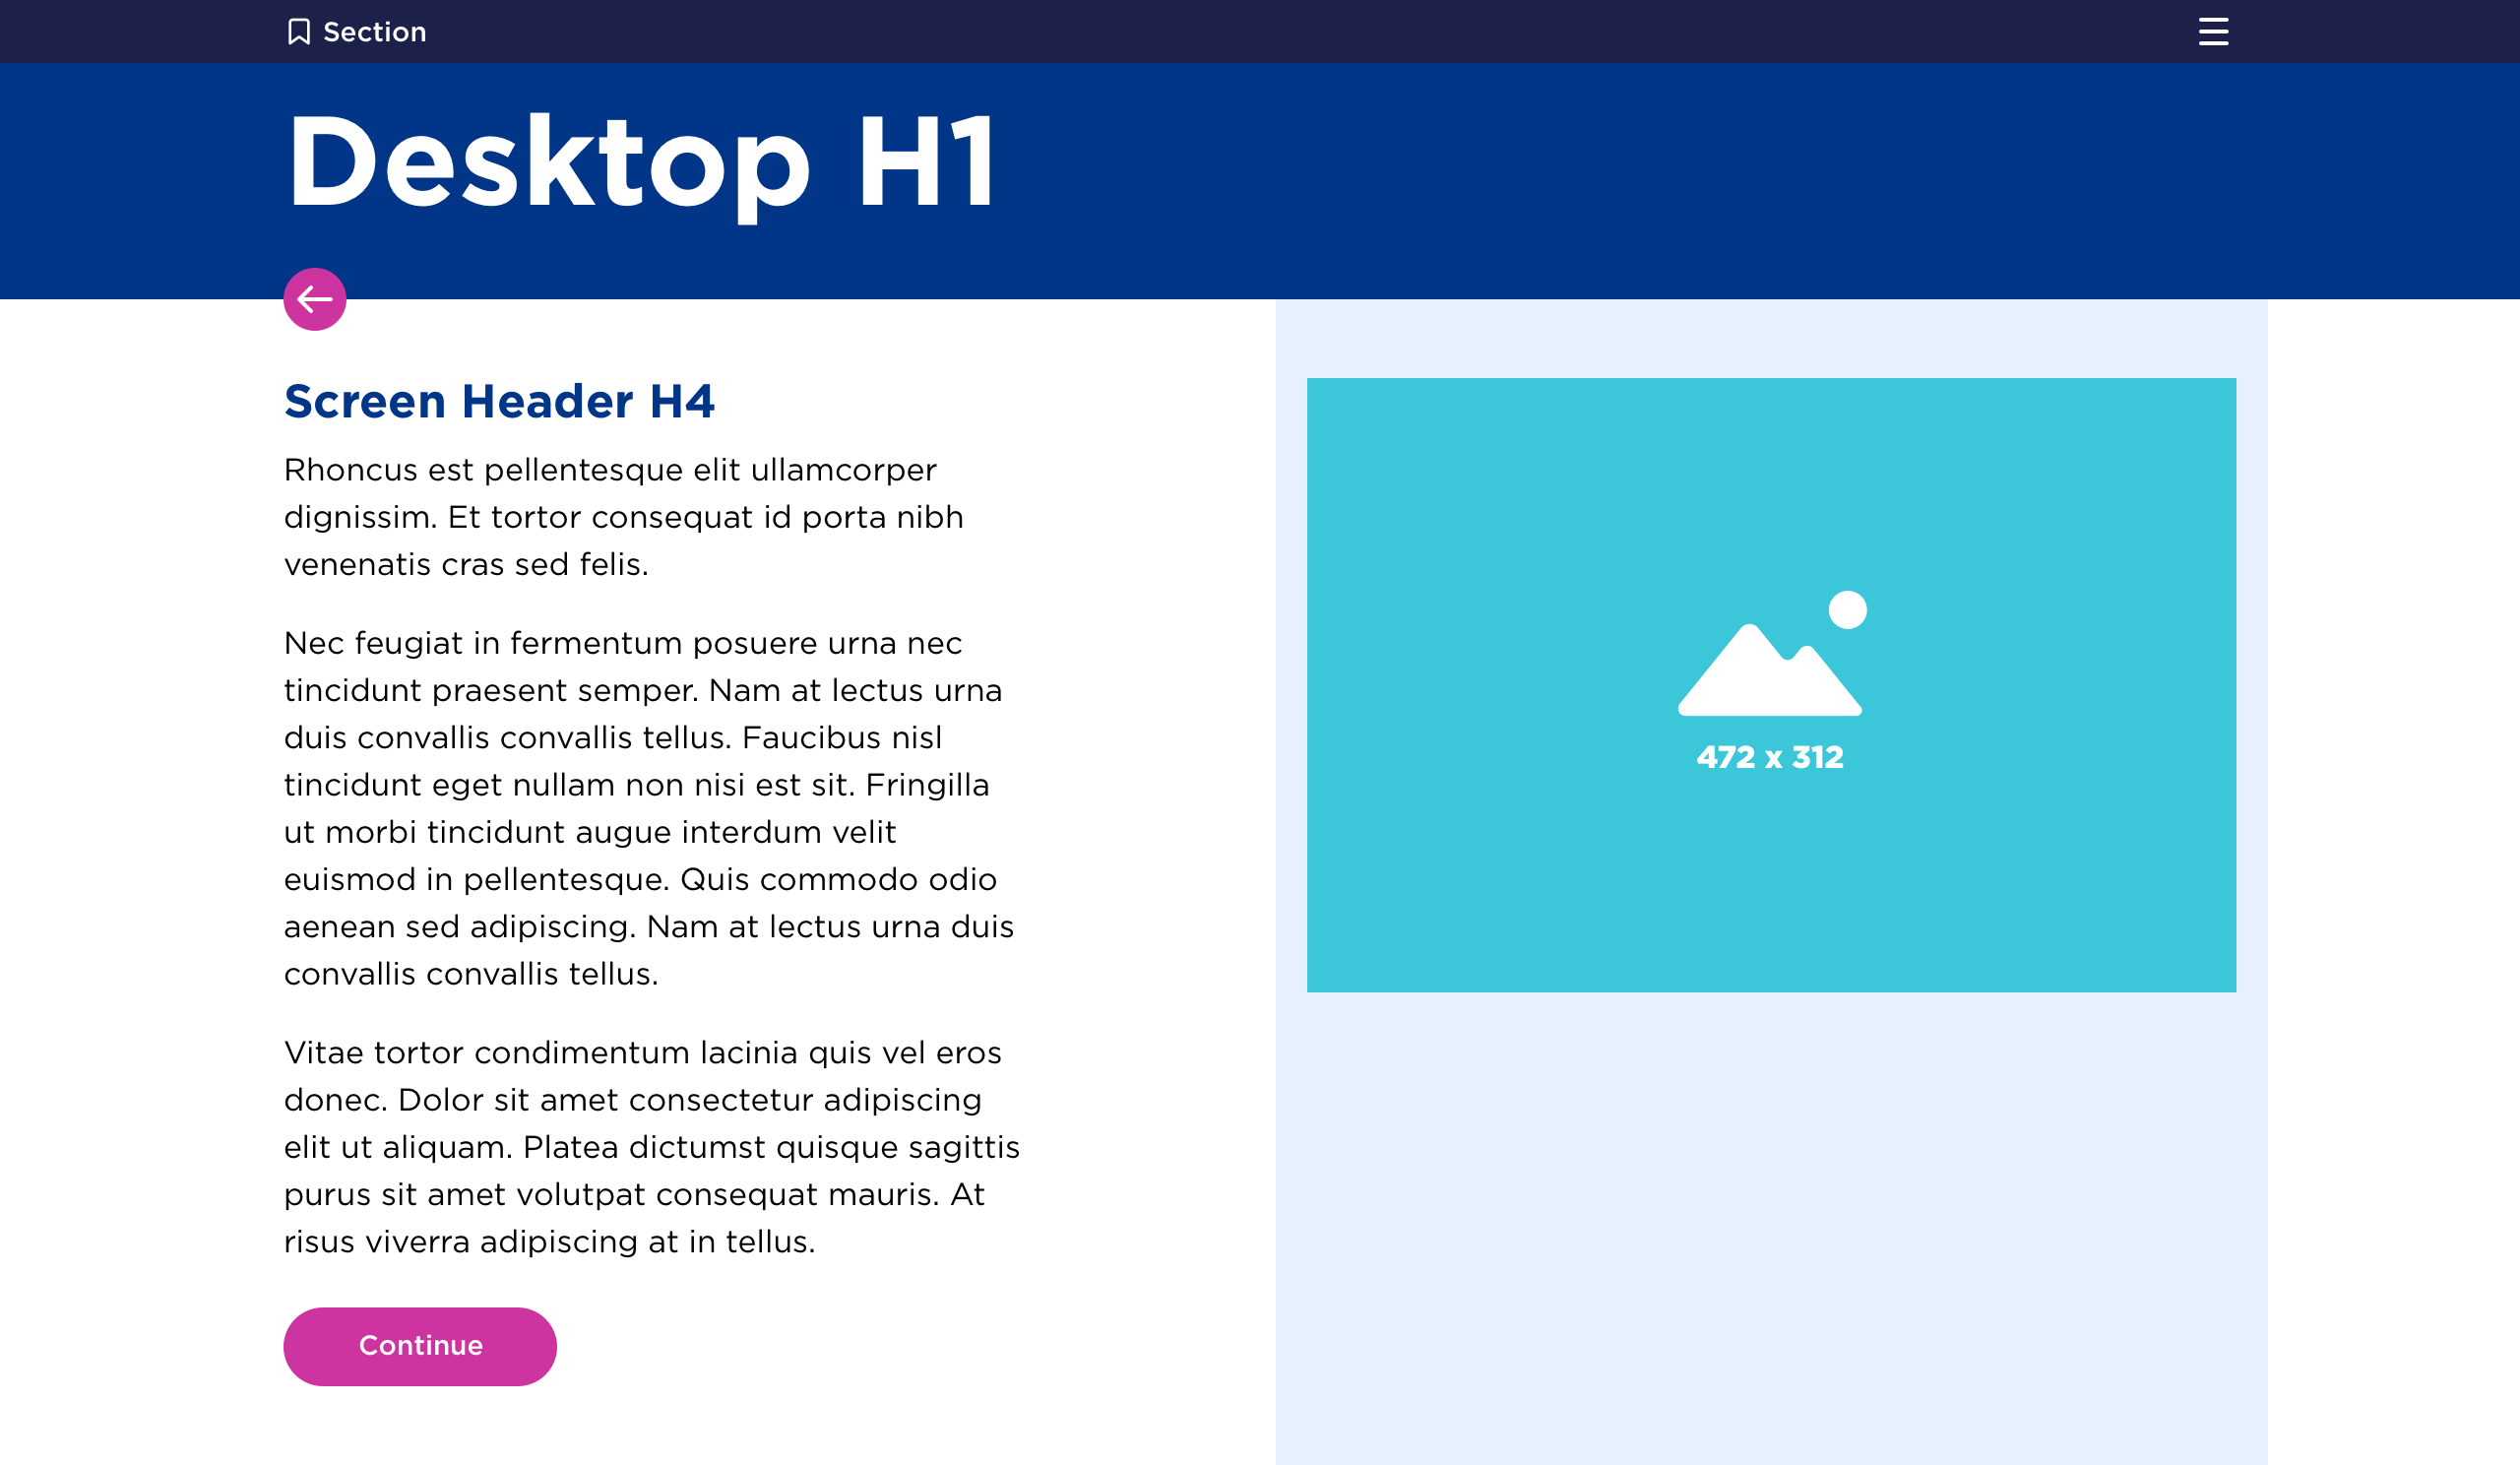 Section
Desktop H1
Screen Header H4
Rhoncus est pellentesque elit ullamcorper
dignissim. Et tortor consequat id porta nibh
venenatis cras sed felis.
Nec feugiat in fermentum posuere urna nec
tincidunt praesent semper. Nam at lectus urna
duis convallis convallis tellus. Faucibus nisl
tincidunt eget nullam non nisi est sit. Fringilla
ut morbi tincidunt augue interdum velit
euismod in pellentesque. Quis commodo odio
aenean sed adipiscing. Nam at lectus urna duis
convallis convallis tellus.
Vitae tortor condimentum lacinia quis vel eros
donec. Dolor sit amet consectetur adipiscing
elit ut aliquam. Platea dictumst quisque sagittis
purus sit amet volutpat consequat mauris. At
risus viverra adipiscing at in tellus.
Continue
472 x 312